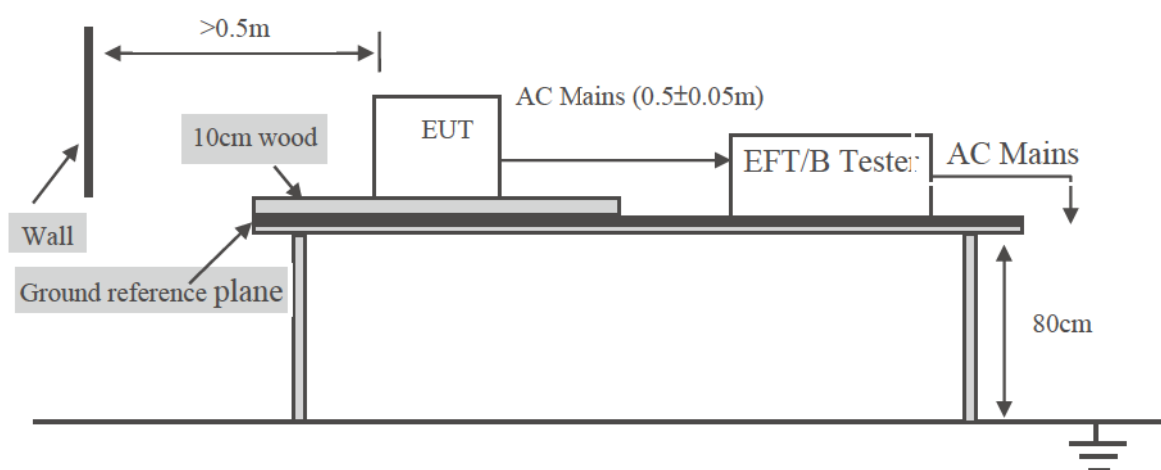 >0.5m
AC Mains (0.5±0.05m)
EUT
10cm wood
EFT/B Tester
AC Mains
Wall
Ground reference plane
80cm